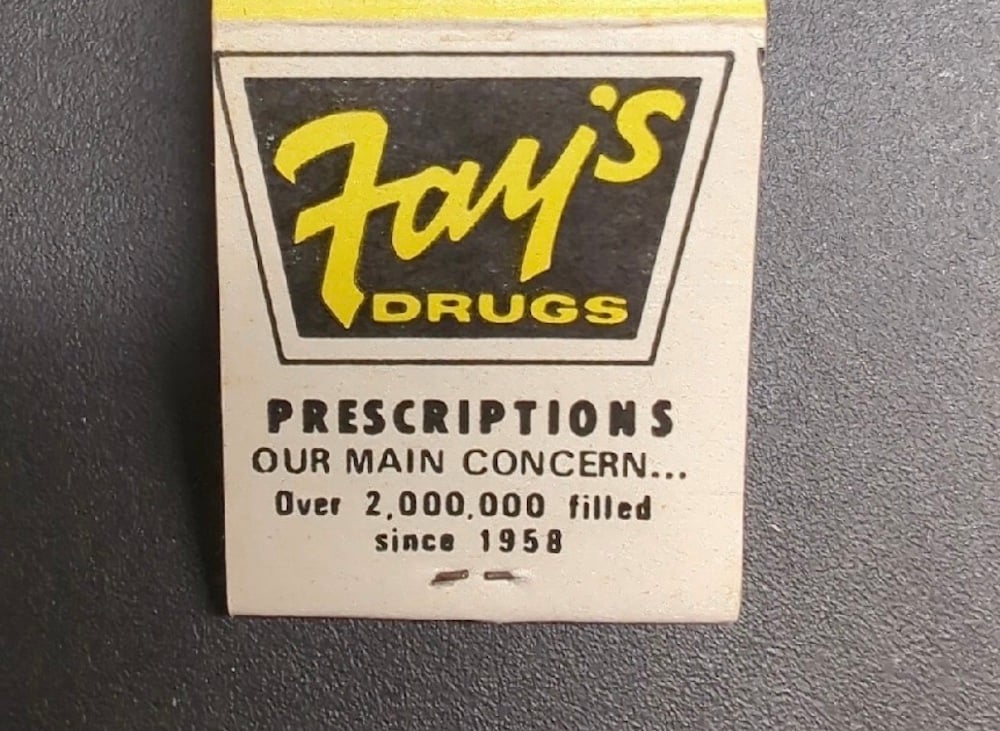 Fay's
DRUGS
PRESCRIPTIONS
OUR MAIN CONCERN...
Over 2,000,000 filled
since 1958